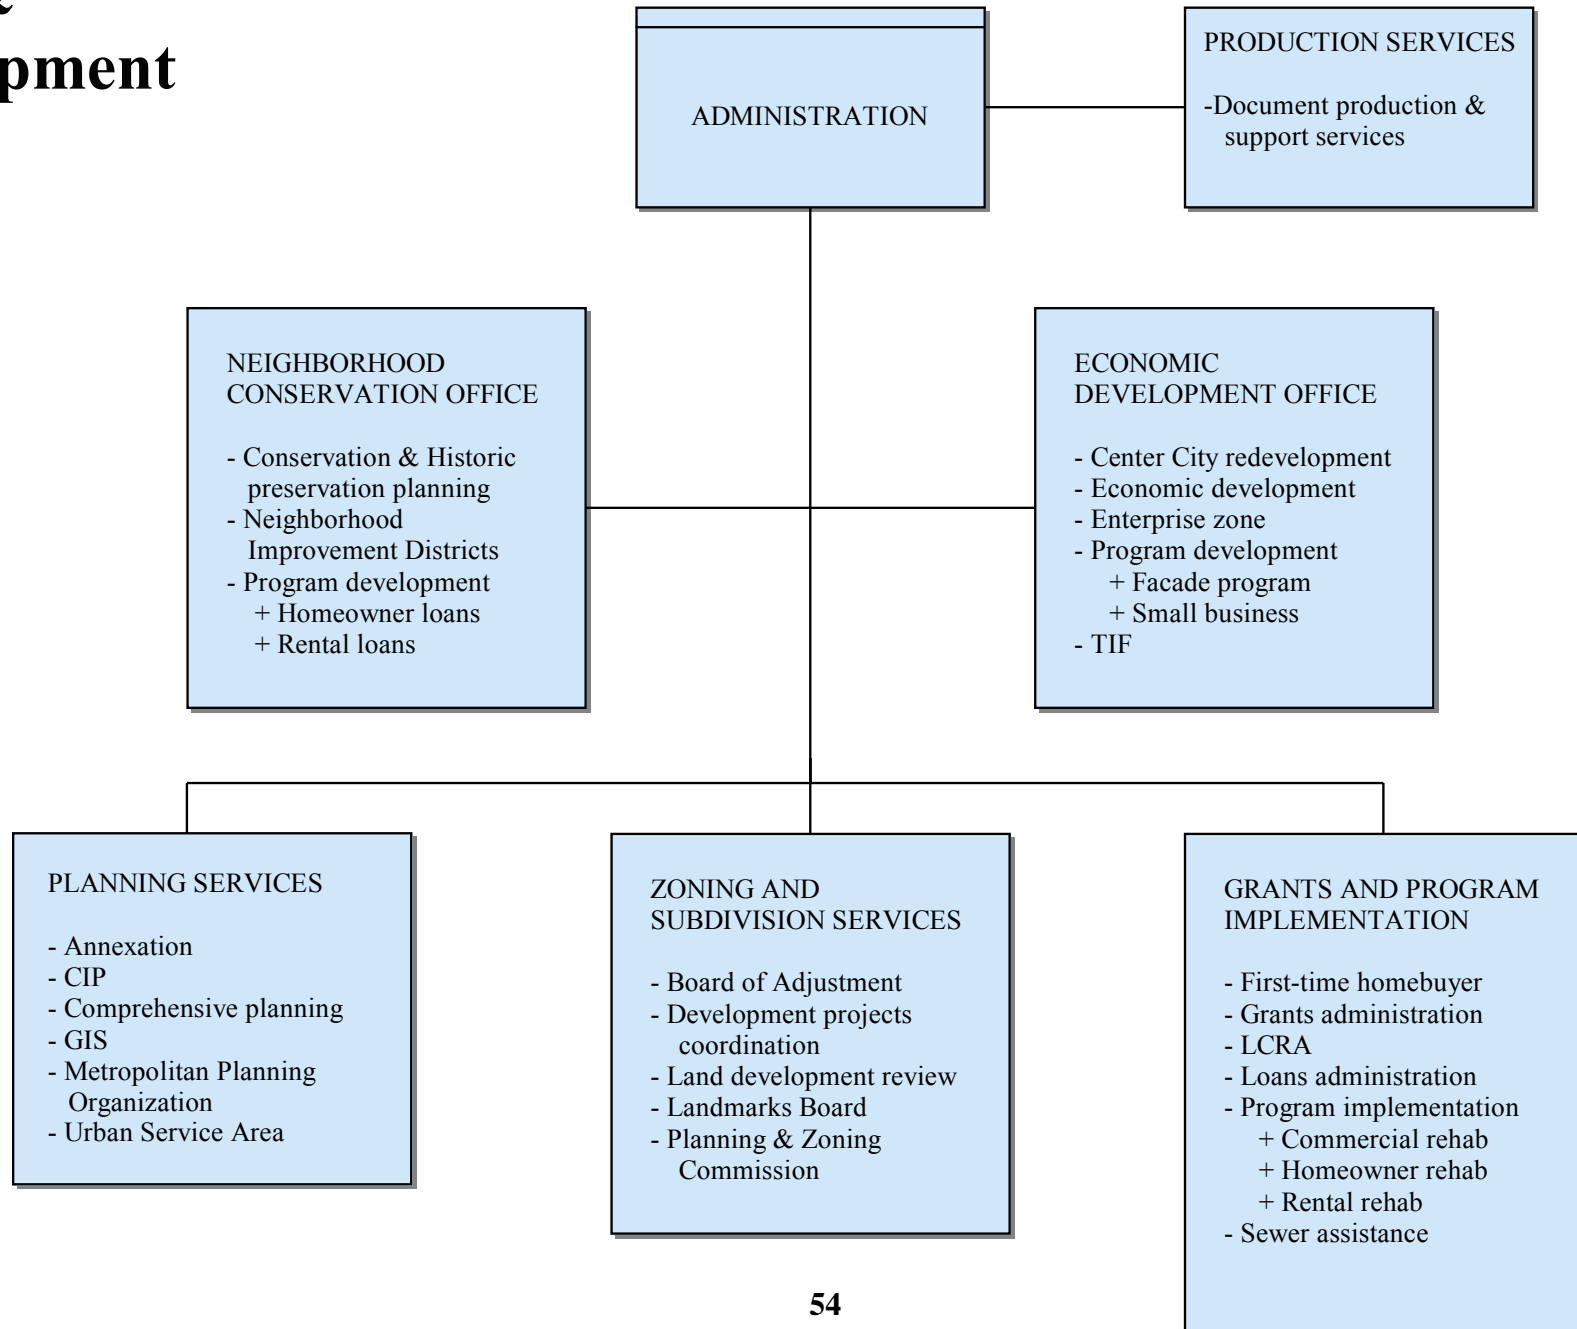 &
pment
ADMINISTRATION
PRODUCTION SERVICES
-Document production &
support services
NEIGHBORHOOD
CONSERVATION OFFICE
- Conservation & Historic
preservation planning
- Neighborhood
Improvement Districts
- Program development
+ Homeowner loans
+ Rental loans
ECONOMIC
DEVELOPMENT OFFICE
- Center City redevelopment
- Economic development
- Enterprise zone
- Program development
+ Facade program
+ Small business
- TIF
PLANNING SERVICES
- Annexation
- CIP
- Comprehensive planning
- GIS
- Metropolitan Planning
Organization
- Urban Service Area
ZONING AND
SUBDIVISION SERVICES
- Board of Adjustment
- Development projects
coordination
- Land development review
- Landmarks Board
- Planning & Zoning
Commission
GRANTS AND PROGRAM
IMPLEMENTATION
- First-time homebuyer
- Grants administration
- LCRA
- Loans administration
- Program implementation
+ Commercial rehab
+ Homeowner rehab
+ Rental rehab
- Sewer assistance
54